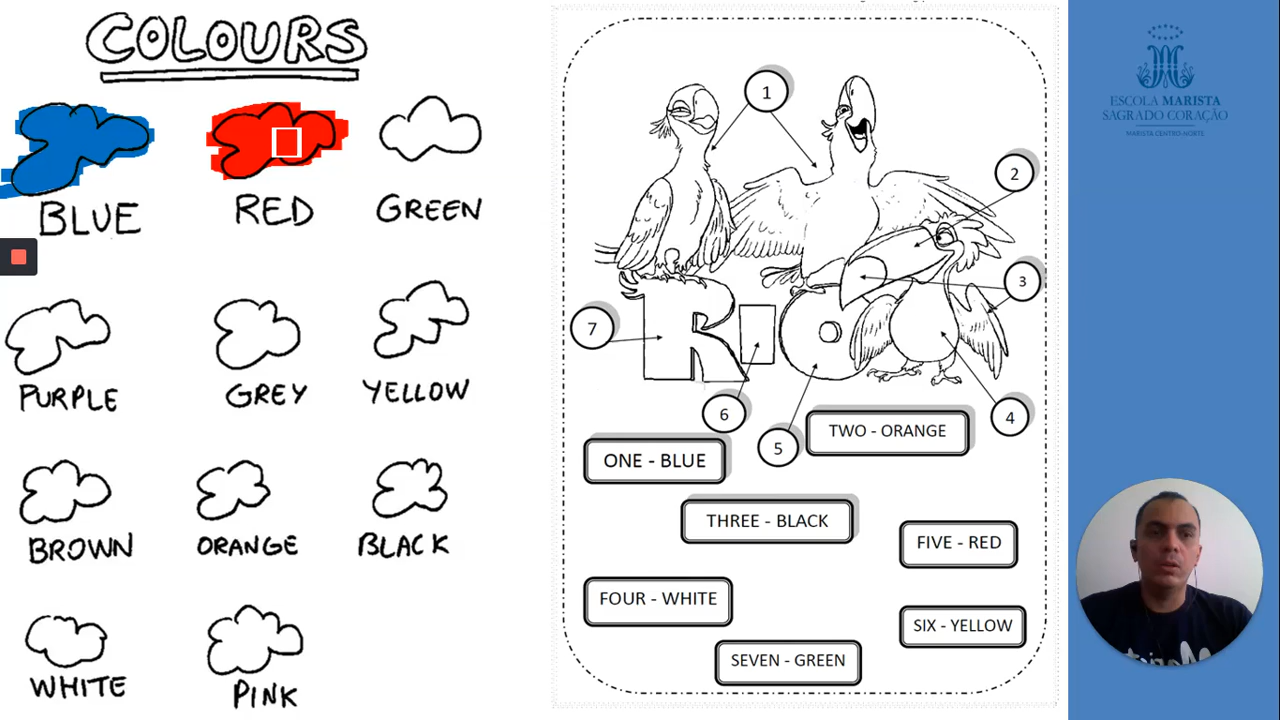 COLOURS
BLUE
RED
GREEN
PURPLE
GREY
YELLOW
BROWN
ORANGE
BLACK
WHITE
PINK
1
2
3
7
RIO
6
5
4
TWO - ORANGE
ONE - BLUE
THREE - BLACK
FIVE - RED
FOUR - WHITE
SIX - YELLOW
SEVEN - GREEN
ESCOLA MARISTA
SAGRADO CORAÇÃO
MARISTA CENTRO-NORTE